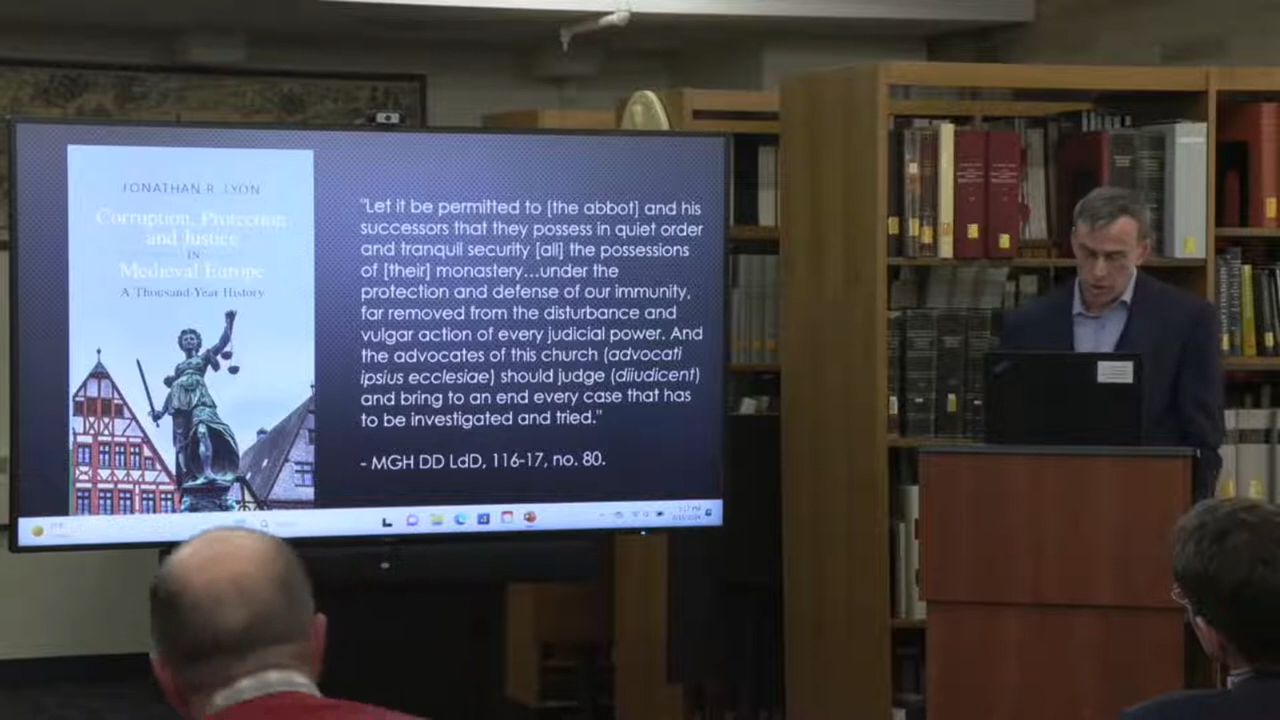 JONATHAN R. LYON
Corruption, Protection
and Justice
IN
Medieval Europe
A Thousand-Year History
"Let it be permitted to [the abbot] and his
successors that they possess in quiet order
and tranquil security [all] the possessions
of [their] monastery...under the
protection and defense of our immunity,
far removed from the disturbance and
vulgar action of every judicial power. And
the advocates of this church (advocati
ipsius ecclesiae) should judge (diiudicent)
and bring to an end every case that has
to be investigated and tried."
- MGH DD LdD, 116-17, no. 80.